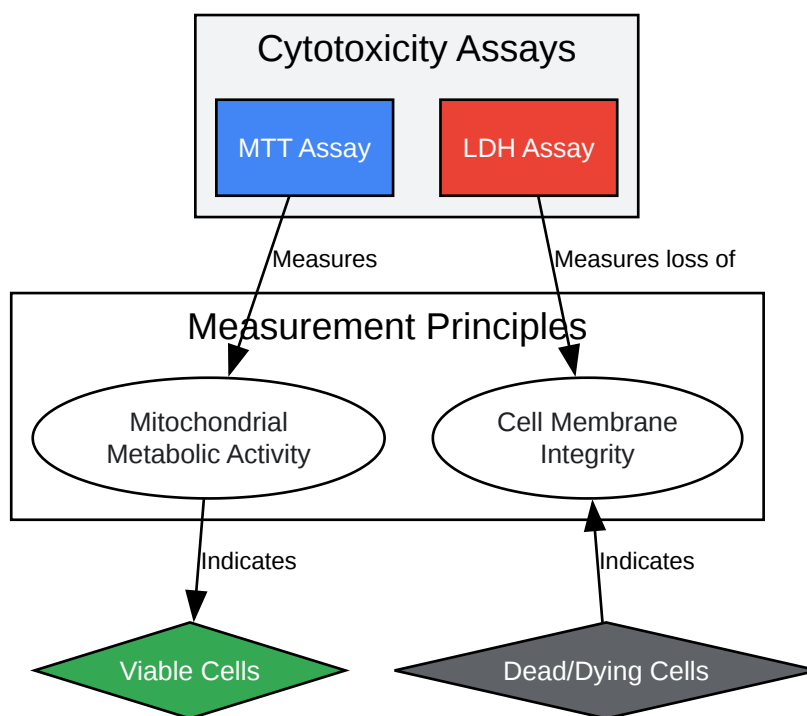 Cytotoxicity Assays
MTT Assay
LDH Assay
Measures
Measures loss of
Measurement Principles
Mitochondrial
Metabolic Activity
Cell Membrane
Integrity
Indicates
Indicates
Viable Cells
Dead/Dying Cells